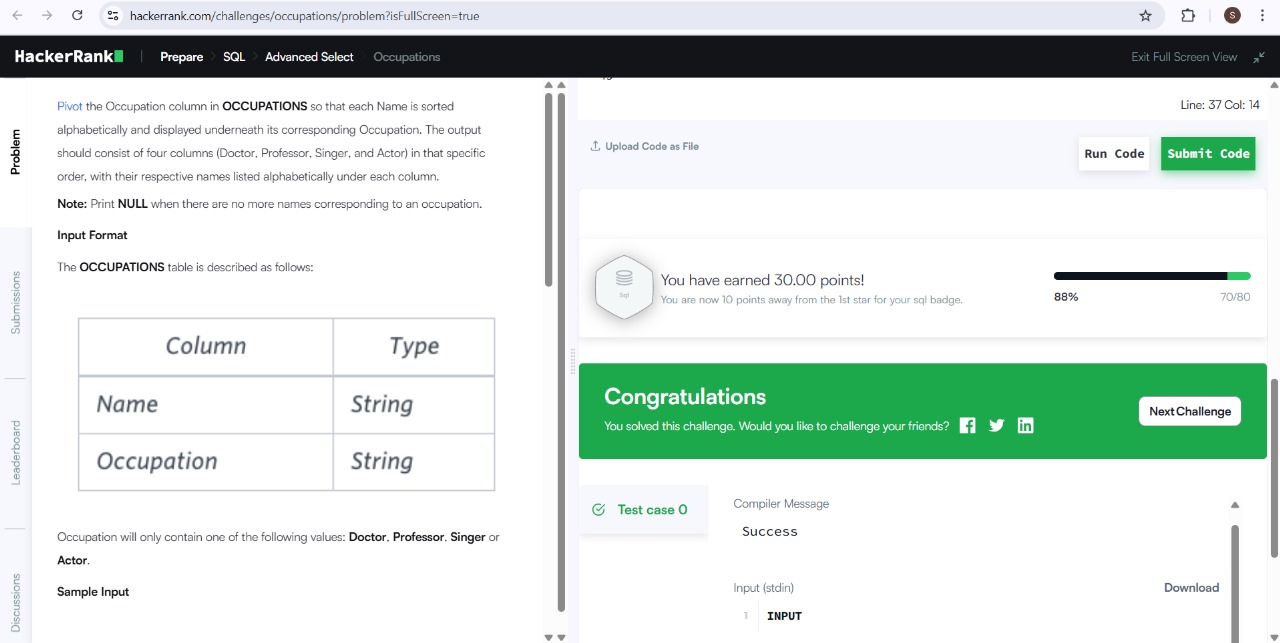 hackerrank.com/challenges/occupations/problem?isFullScreen=true
S
HackerRank
Prepare
SQL
Advanced Select
Occupations
Exit Full Screen View
Problem
Submissions
Leaderboard
Discussions
Pivot the Occupation column in OCCUPATIONS so that each Name is sorted
alphabetically and displayed underneath its corresponding Occupation. The output
should consist of four columns (Doctor, Professor, Singer, and Actor) in that specific
order, with their respective names listed alphabetically under each column.
Note: Print NULL when there are no more names corresponding to an occupation.
Input Format
The OCCUPATIONS table is described as follows:
Column Type
Name String
Occupation String
Occupation will only contain one of the following values: Doctor, Professor, Singer or
Actor.
Sample Input
Line: 37 Col: 14
Upload Code as File
Run Code
Submit Code
Sql
You have earned 30.00 points!
You are now 10 points away from the 1st star for your sql badge.
88%
70/80
Congratulations
You solved this challenge. Would you like to challenge your friends?
Next Challenge
Test case 0
Compiler Message
Success
Input (stdin)
Download
1 INPUT